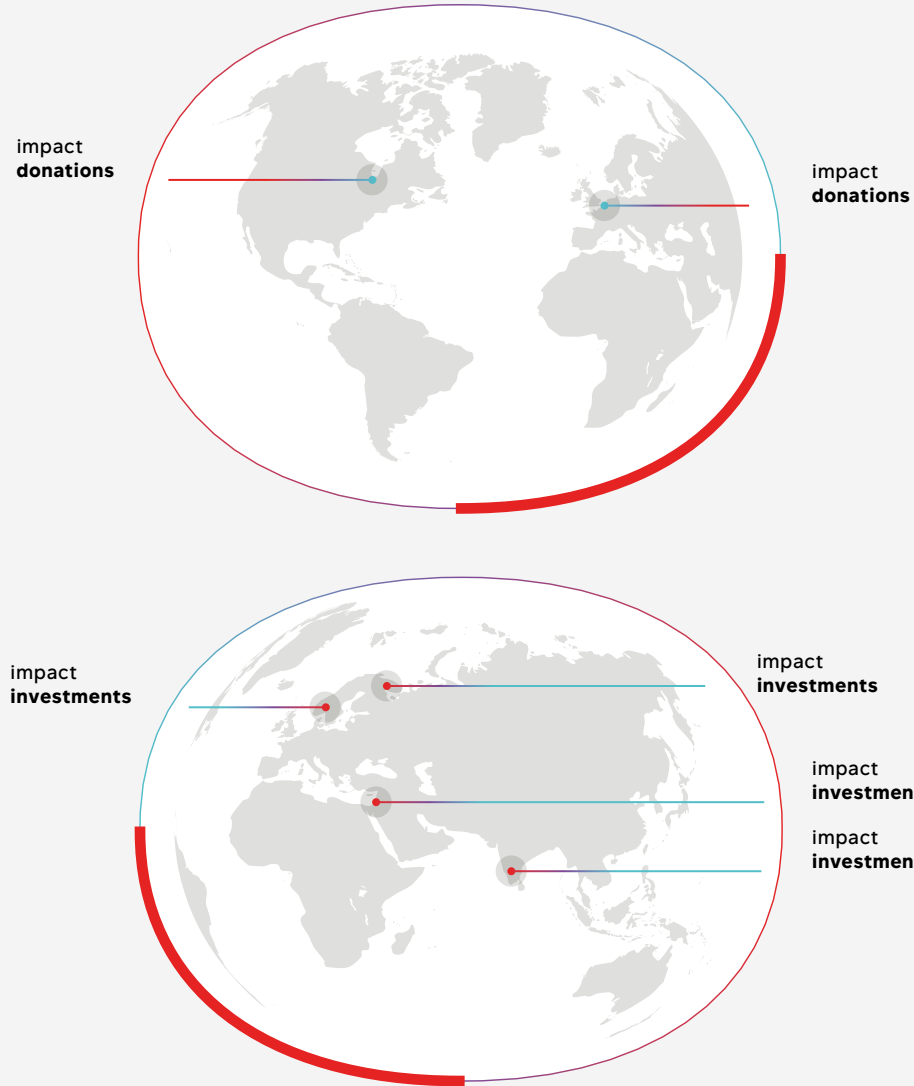 impact
donations
impact
donations
impact
investments
impact
investments
impact
investmen
impact
investmen